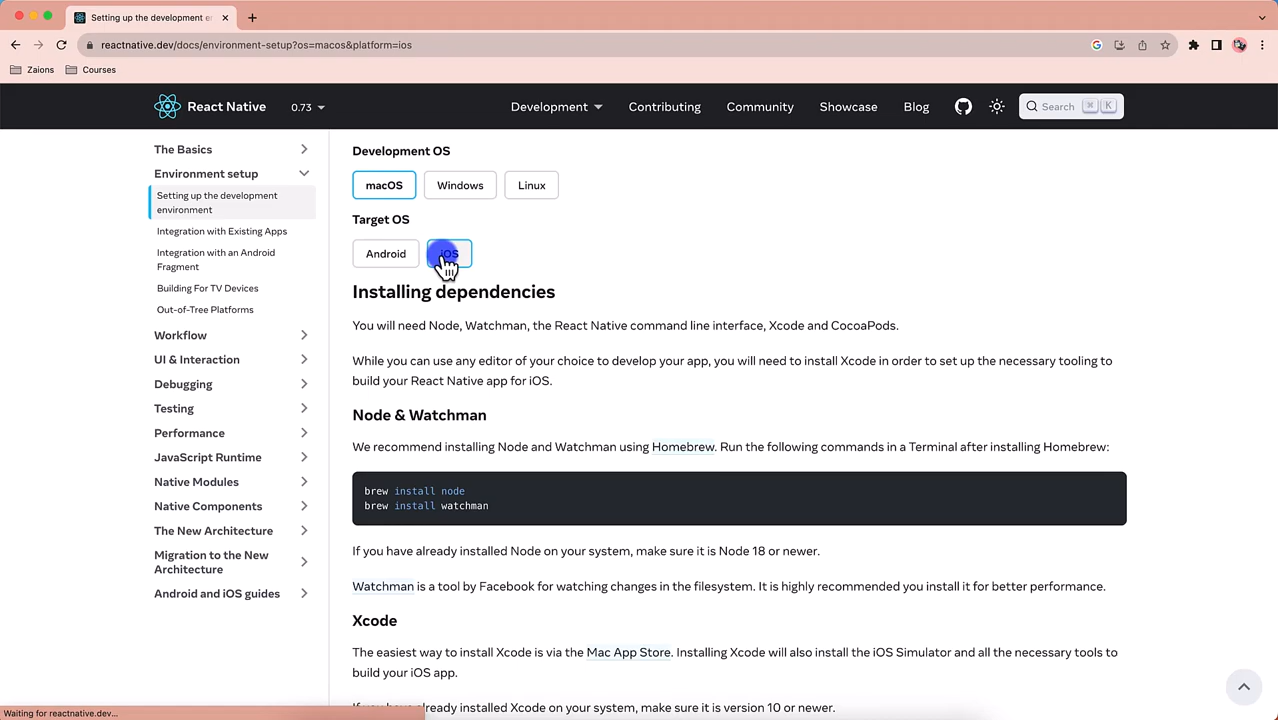 Setting up the development e
reactnative.dev/docs/environment-setup?os=macos&platform=ios
Zaions
Courses
React Native
0.73
Development
Contributing
Community
Showcase
Blog
Search ⌘ K
The Basics
Environment setup
Setting up the development
environment
Integration with Existing Apps
Integration with an Android
Fragment
Building For TV Devices
Out-of-Tree Platforms
Workflow
UI & Interaction
Debugging
Testing
Performance
JavaScript Runtime
Native Modules
Native Components
The New Architecture
Migration to the New
Architecture
Android and iOS guides
Development OS
macOS
Windows
Linux
Target OS
Android
iOS
Installing dependencies
You will need Node, Watchman, the React Native command line interface, Xcode and CocoaPods.
While you can use any editor of your choice to develop your app, you will need to install Xcode in order to set up the necessary tooling to
build your React Native app for iOS.
Node & Watchman
We recommend installing Node and Watchman using Homebrew. Run the following commands in a Terminal after installing Homebrew:
brew install node
brew install watchman
If you have already installed Node on your system, make sure it is Node 18 or newer.
Watchman is a tool by Facebook for watching changes in the filesystem. It is highly recommended you install it for better performance.
Xcode
The easiest way to install Xcode is via the Mac App Store. Installing Xcode will also install the iOS Simulator and all the necessary tools to
build your iOS app.
If you have already installed Xcode on your system, make sure it is version 10 or newer.
Waiting for reactnative.dev...